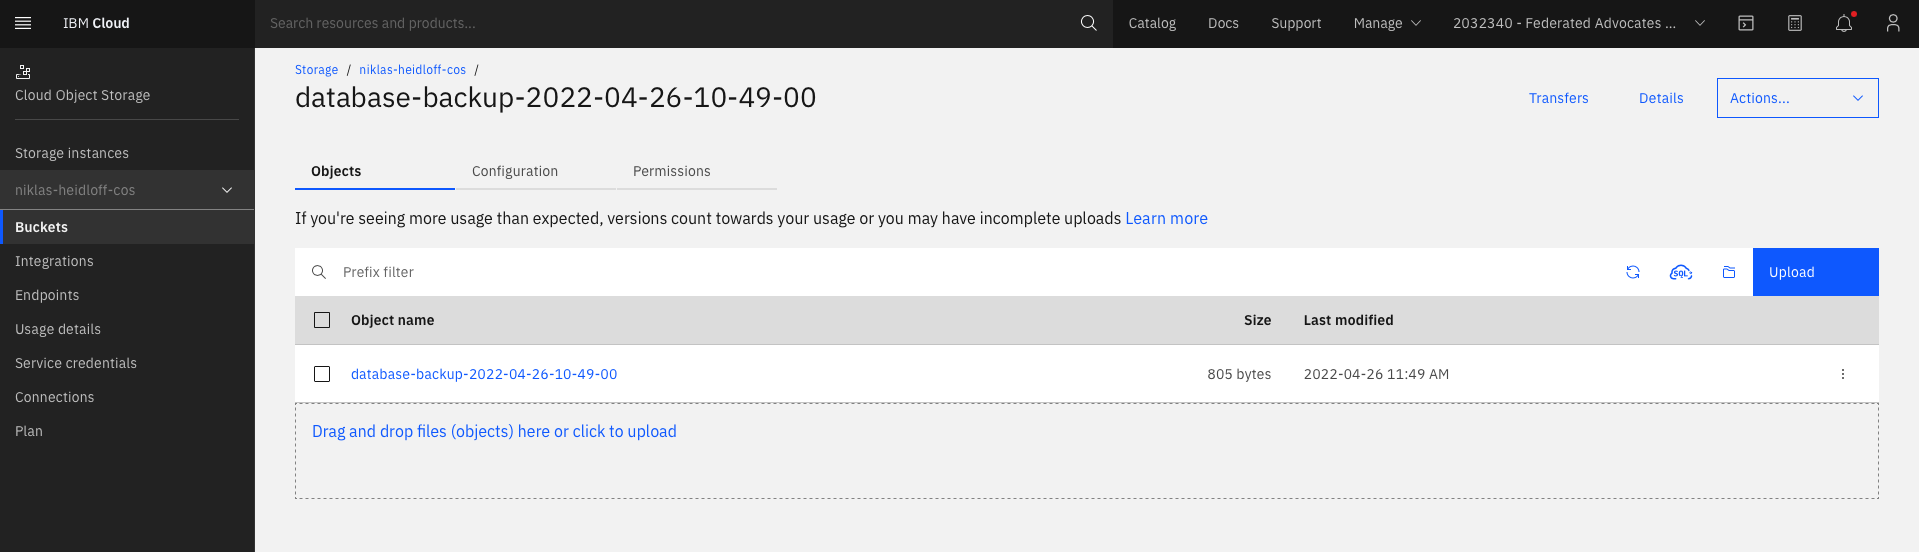 IBM Cloud
Search resources and products...
Catalog
Docs
Support
Manage
2032340 - Federated Advocates ...
Cloud Object Storage
Storage instances
niklas-heidloff-cos
Buckets
Integrations
Endpoints
Usage details
Service credentials
Connections
Plan
Storage / niklas-heidloff-cos /
database-backup-2022-04-26-10-49-00
Transfers
Details
Actions...
Objects
Configuration
Permissions
If you're seeing more usage than expected, versions count towards your usage or you may have incomplete uploads Learn more
Prefix filter
SQL
Upload
Object name
Size
Last modified
database-backup-2022-04-26-10-49-00
805 bytes
2022-04-26 11:49 AM
Drag and drop files (objects) here or click to upload